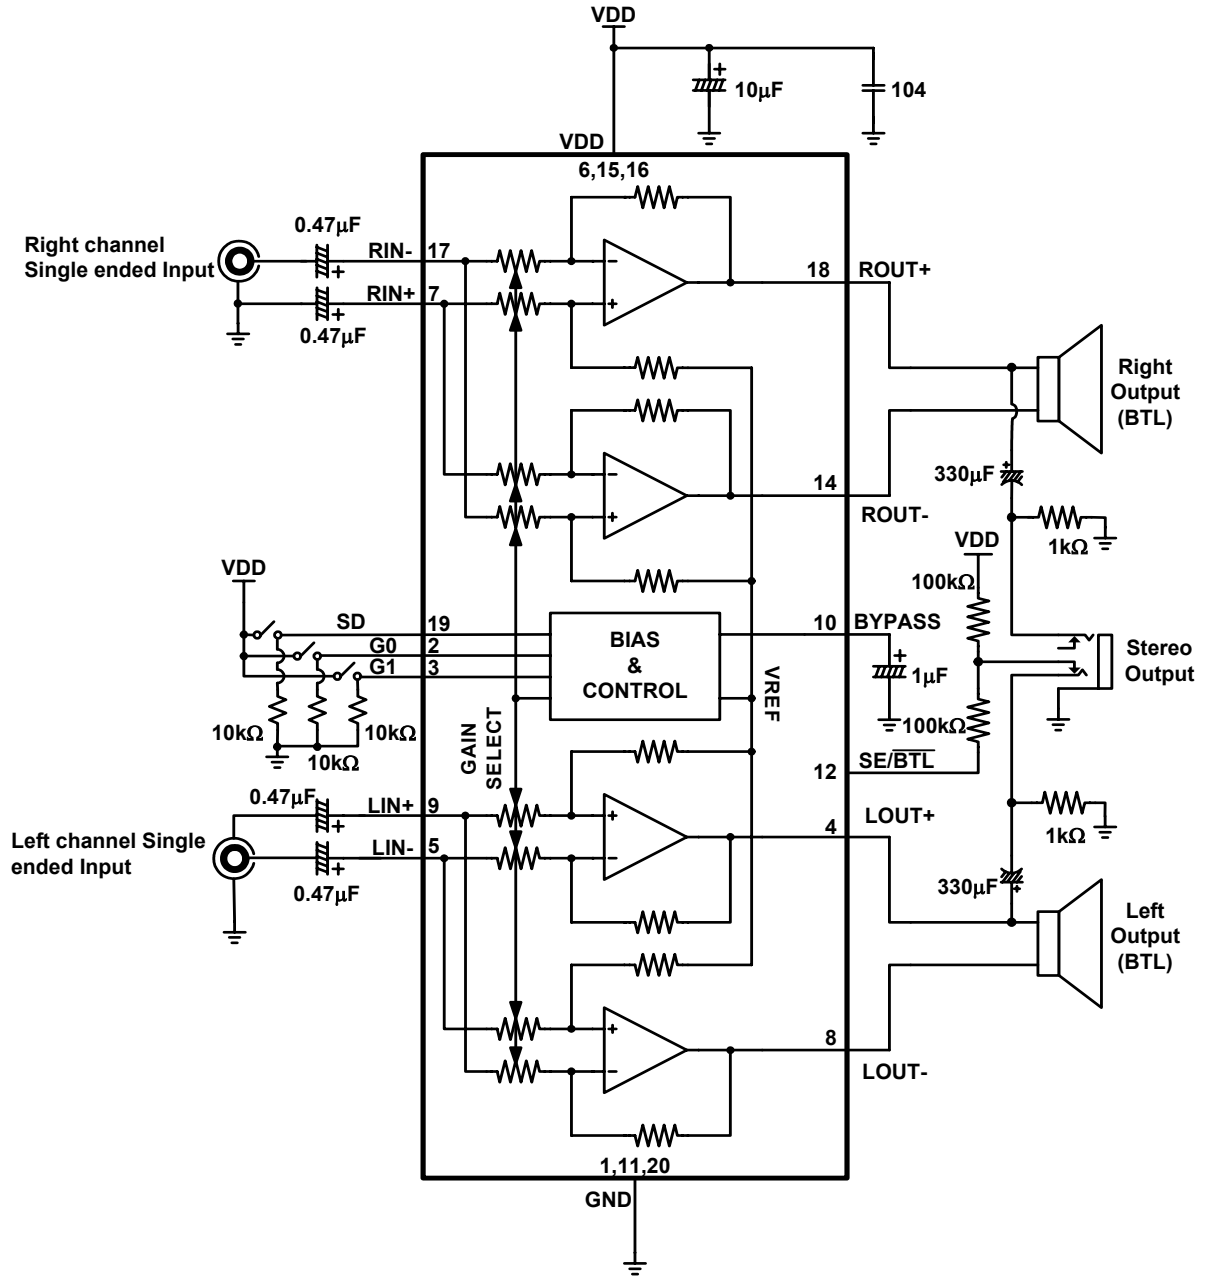 VDD
10μF
104
VDD
6,15,16
0.47μF
Right channel
Single ended Input
RIN-
17
RIN+
7
0.47μF
−
+
18
ROUT+
Right
Output
(BTL)
−
+
14
ROUT-
+
330μF
1kΩ
VDD
100kΩ
VDD
SD
19
G0
2
G1
3
10kΩ
10kΩ
10kΩ
BIAS
&
CONTROL
10
BYPASS
+
1μF
VREF
100kΩ
Stereo
Output
GAIN
SELECT
12
SE/B̅T̅L̅
0.47μF
LIN+
9
Left channel Single
ended Input
LIN-
5
0.47μF
+
−
4
LOUT+
1kΩ
330μF
+
Left
Output
(BTL)
+
−
8
LOUT-
1,11,20
GND